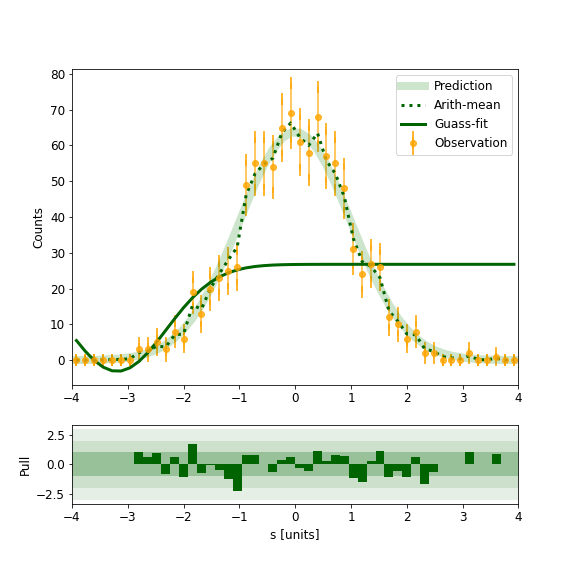 80
70
60
50
40
30
20
10
0
Counts
Prediction
Arith-mean
Guass-fit
Observation
−4 −3 −2 −1 0 1 2 3 4
2.5
0.0
−2.5
Pull
−4 −3 −2 −1 0 1 2 3 4
s [units]